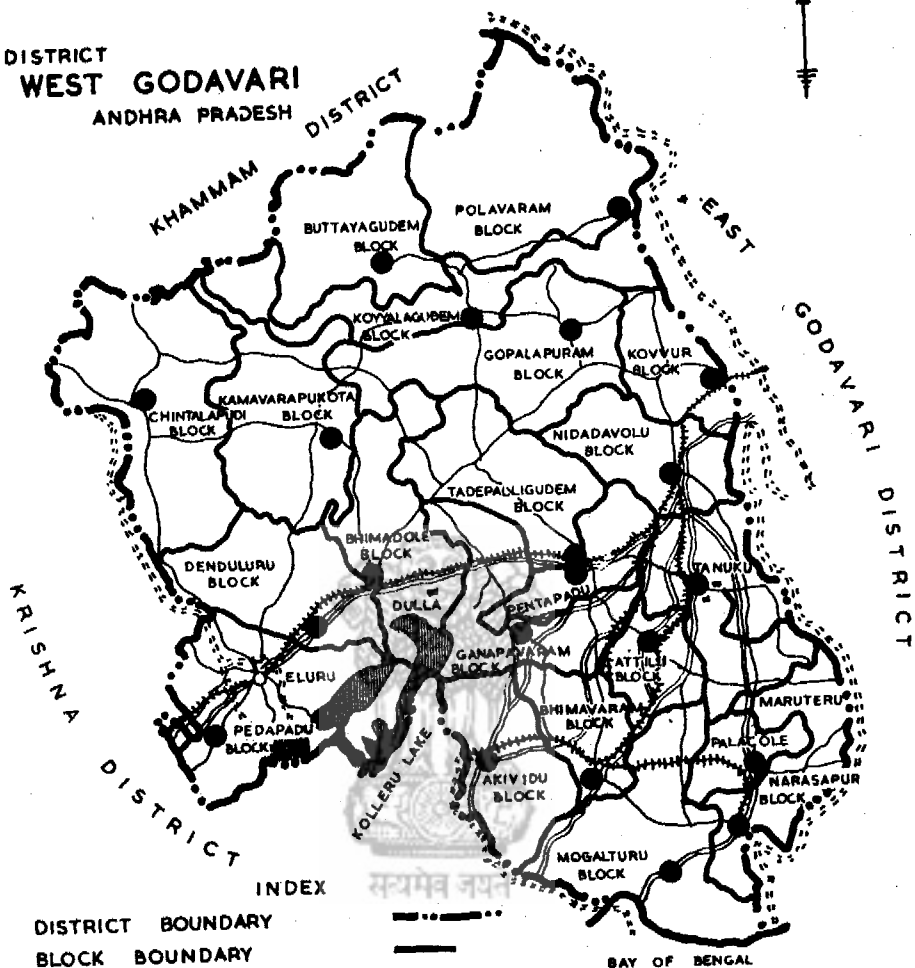 DISTRICT
WEST GODAVARI
ANDHRA PRADESH
KHAMMAM DISTRICT
EAST GODAVARI DISTRICT
BUTTAYAGUDEM
BLOCK
POLAVARAM
BLOCK
KOYYALAGUDEM
BLOCK
GOPALAPURAM
BLOCK
KOVVUR
BLOCK
CHINTALAPUDI
BLOCK
KAMAVARAPUKOTA
BLOCK
NIDADAVOLU
BLOCK
TADEPALLIGUDEM
BLOCK
BHIMADOLE
BLOCK
DENDULURU
BLOCK
DULLA
PENTAPADU
TANUKU
GANAPAVARAM
BLOCK
ATTILI
BLOCK
ELURU
PEDAPADU
BLOCK
BHIMAVARAM
BLOCK
MARUTERU
PALACOLE
NARASAPUR
BLOCK
AKIVIDU
BLOCK
KOLLERU LAKE
MOGALTURU
BLOCK
KRISHNA DISTRICT
सत्यमेव जयते
INDEX
DISTRICT BOUNDARY
BLOCK BOUNDARY
BAY OF BENGAL